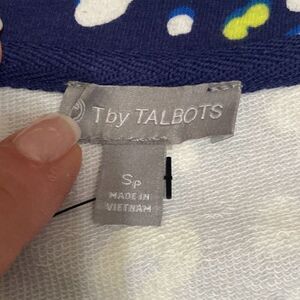 T by TALBOTS
Sp
MADE IN
VIETNAM